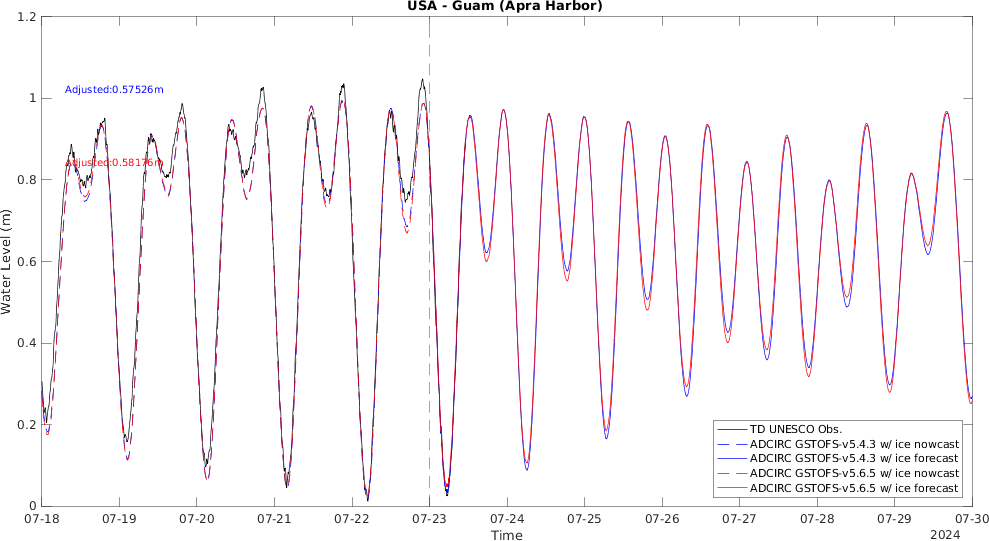 USA - Guam (Apra Harbor)
Water Level (m)
1.2
1
0.8
0.6
0.4
0.2
0
Adjusted:0.57526m
Adjusted:0.58176m
TD UNESCO Obs.
ADCIRC GSTOFS-v5.4.3 w/ ice nowcast
ADCIRC GSTOFS-v5.4.3 w/ ice forecast
ADCIRC GSTOFS-v5.6.5 w/ ice nowcast
ADCIRC GSTOFS-v5.6.5 w/ ice forecast
07-18 07-19 07-20 07-21 07-22 07-23 07-24 07-25 07-26 07-27 07-28 07-29 07-30
Time
2024